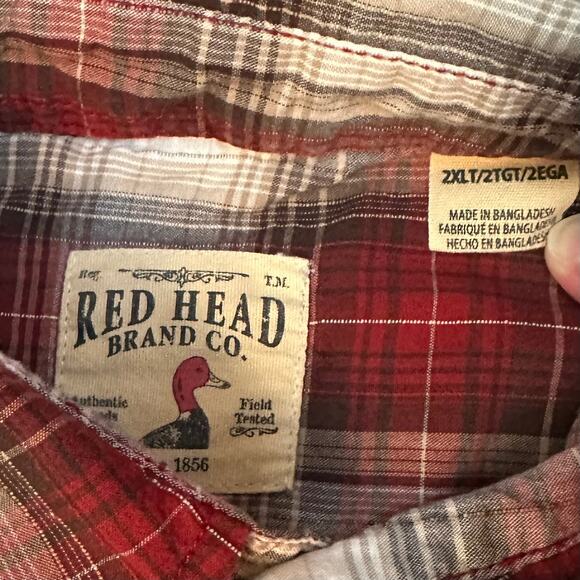 Reg. T.M.
RED HEAD
BRAND CO.
Authentic
Field
Tested
1856
2XLT/2TGT/2EGA
MADE IN BANGLADESH
FABRIQUÉ EN BANGLADESH
HECHO EN BANGLADESH